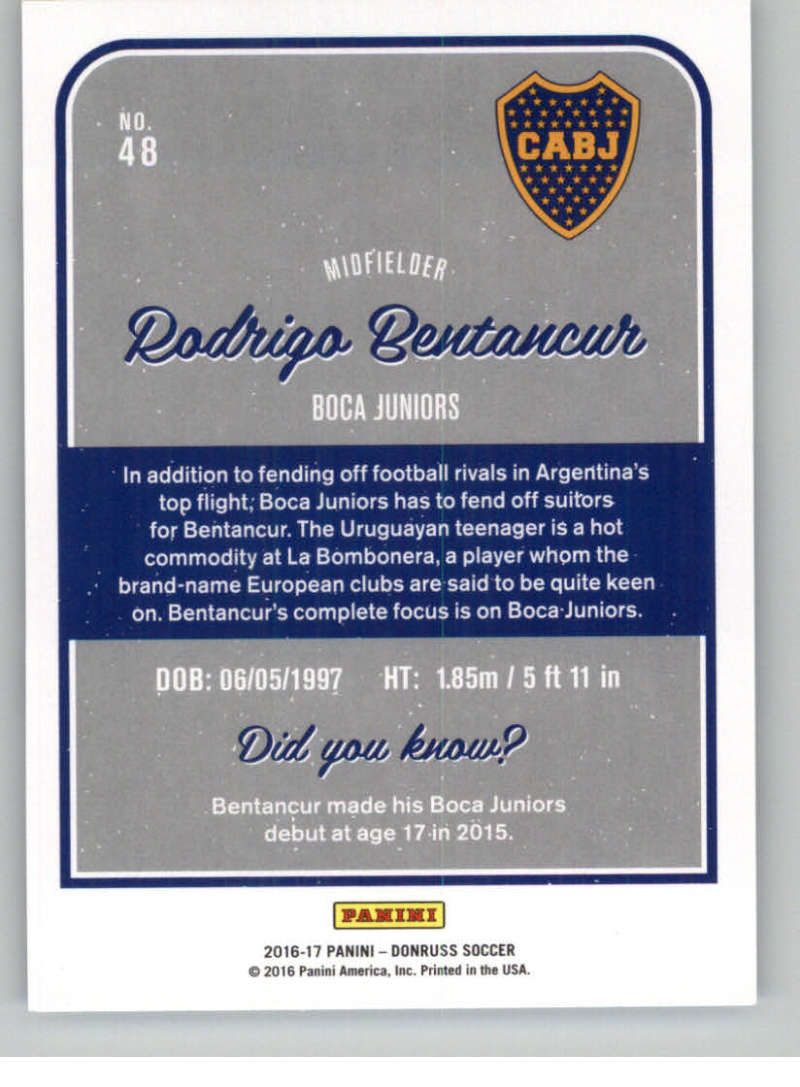 NO.
48
CABJ
MIDFIELDER
Rodrigo Bentancur
BOCA JUNIORS
In addition to fending off football rivals in Argentina's
top flight, Boca Juniors has to fend off suitors
for Bentancur. The Uruguayan teenager is a hot
commodity at La Bombonera, a player whom the
brand-name European clubs are said to be quite keen
on. Bentancur's complete focus is on Boca Juniors.
DOB: 06/05/1997 HT: 1.85m / 5 ft 11 in
Did you know?
Bentancur made his Boca Juniors
debut at age 17 in 2015.
PANINI
2016-17 PANINI – DONRUSS SOCCER
© 2016 Panini America, Inc. Printed in the USA.